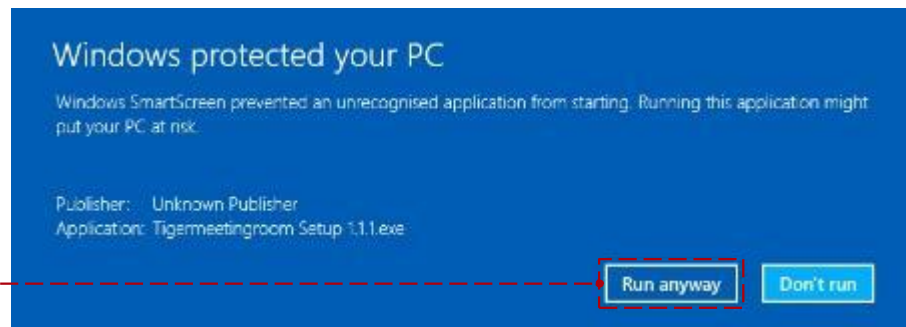 Windows protected your PC
Windows SmartScreen prevented an unrecognised application from starting. Running this application might
put your PC at risk.
Publisher: Unknown Publisher
Application: Tigermeetingroom Setup 1.1.1.exe
Run anyway Don't run